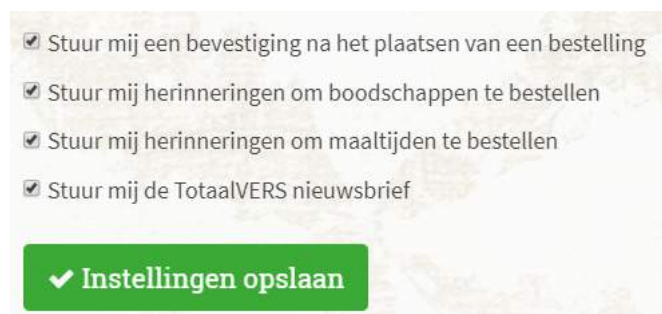 Stuur mij een bevestiging na het plaatsen van een bestelling
Stuur mij herinneringen om boodschappen te bestellen
Stuur mij herinneringen om maaltijden te bestellen
Stuur mij de TotaalVERS nieuwsbrief
Instellingen opslaan